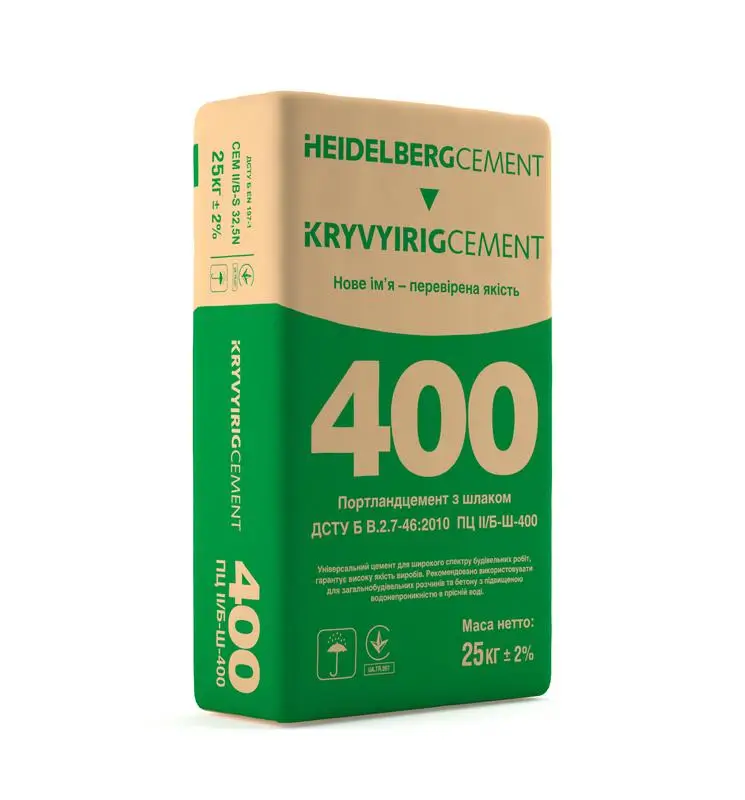 HEIDELBERGCEMENT
KRYVYIRIGCEMENT
Нове ім'я – перевірена якість
400
Портландцемент з шлаком
ДСТУ Б В.2.7-46:2010 ПЦ II/Б-Ш-400
Універсальний цемент для широкого спектру будівельних робіт,
гарантує високу якість виробів. Рекомендовано використовувати
для загальнобудівельних розчинів та бетону з підвищеною
водонепроникністю в прісній воді.
UA.TR.097
Маса нетто:
25кг ± 2%
ДСТУ Б EN 197-1
CEM II/B-S 32,5N
25кг ± 2%
KRYVYIRIGCEMENT
400
ПЦ II/Б-Ш-400